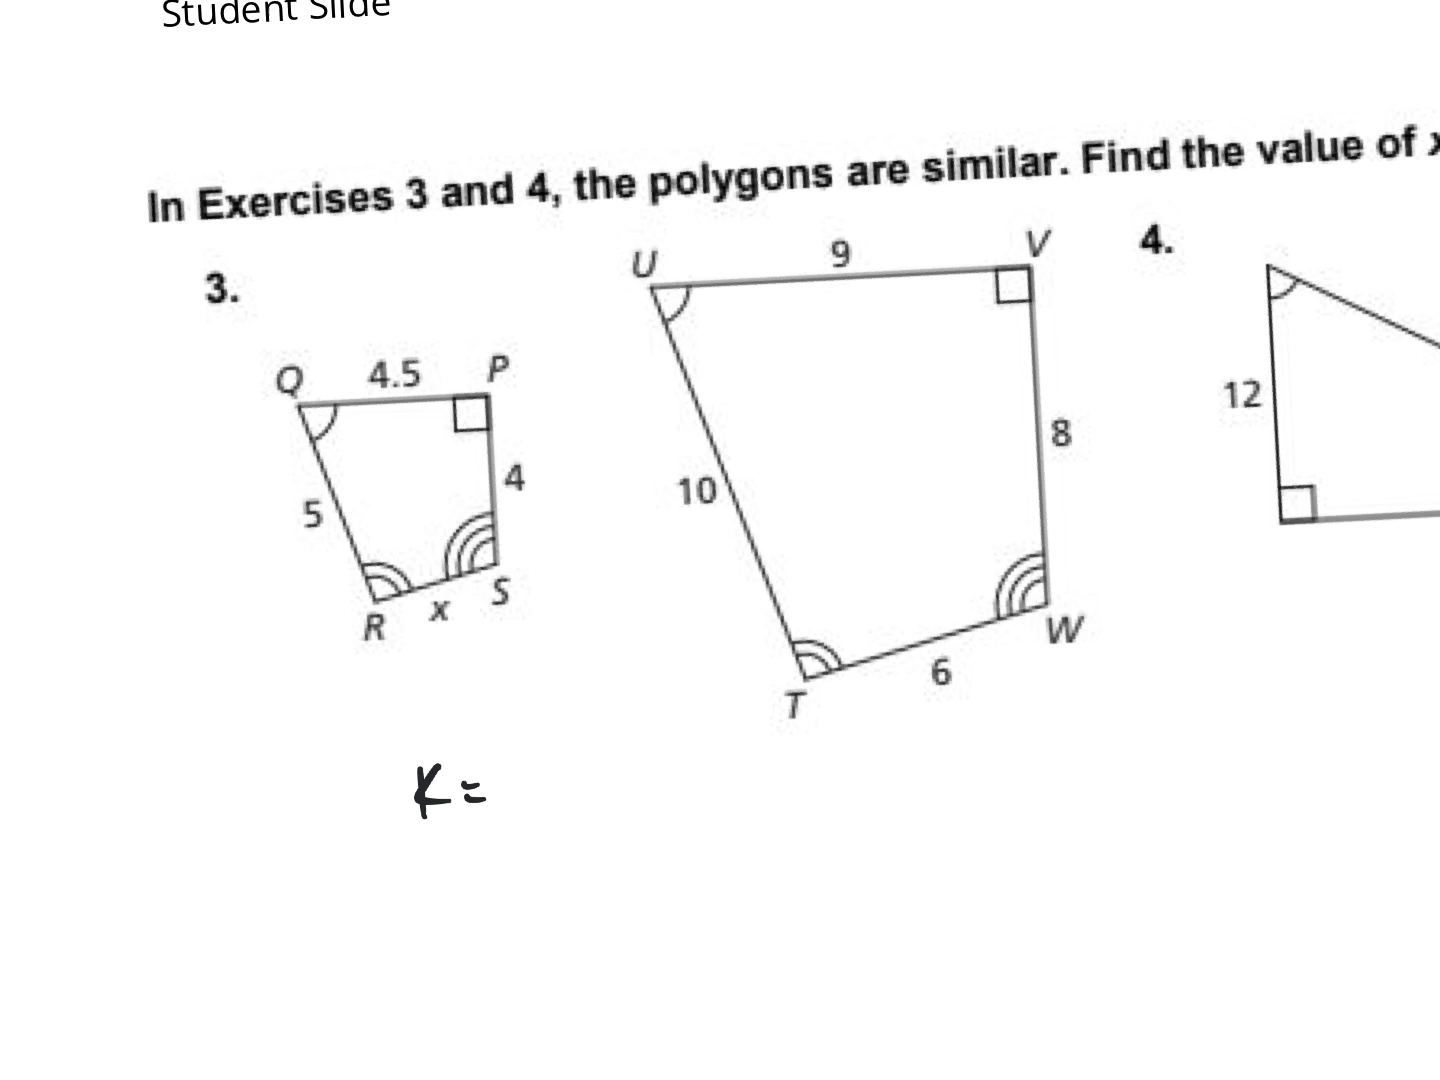 Student Slide
In Exercises 3 and 4, the polygons are similar. Find the value of x
3.
4.
U
9
V
Q
4.5
P
12
8
4
10
5
S
x
R
W
6
T
K=